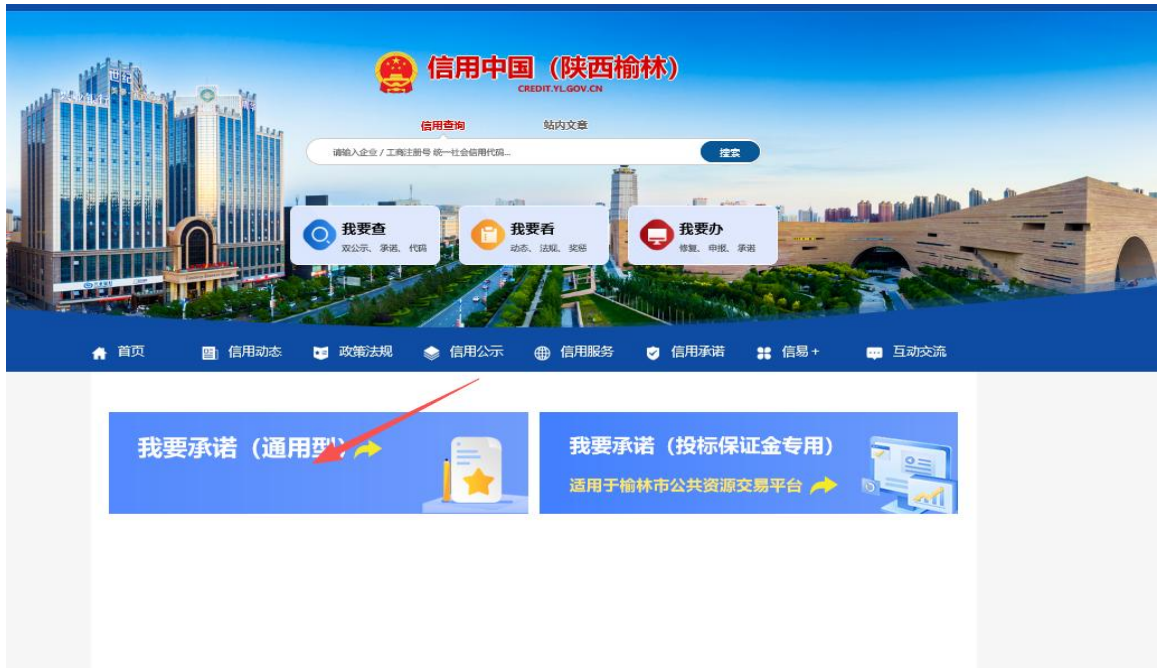 信用中国（陕西榆林）
CREDIT.YL.GOV.CN
信用查询 站内文章
请输入企业 / 工商注册号 统一社会信用代码...
搜索
我要查
双公示、承诺、代码
我要看
动态、法规、奖惩
我要办
修复、申报、承诺
首页 信用动态 政策法规 信用公示 信用服务 信用承诺 信易+ 互动交流
我要承诺（通用型）
我要承诺（投标保证金专用）
适用于榆林市公共资源交易平台